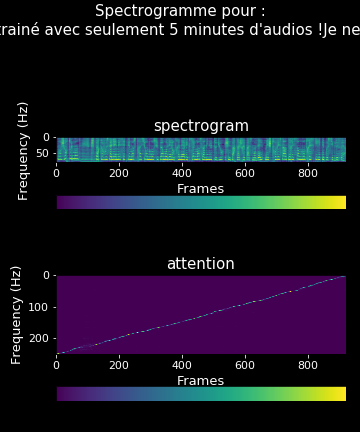 Spectrogramme pour :
trainé avec seulement 5 minutes d'audios !Je ne
spectrogram
Frequency (Hz)
0
50
0 200 400 600 800
Frames
attention
Frequency (Hz)
0
100
200
0 200 400 600 800
Frames